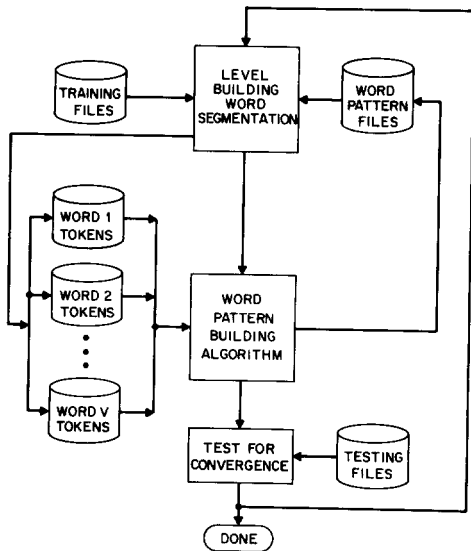 LEVEL
BUILDING
WORD
SEGMENTATION
TRAINING
FILES
WORD
PATTERN
FILES
WORD 1
TOKENS
WORD 2
TOKENS
WORD V
TOKENS
WORD
PATTERN
BUILDING
ALGORITHM
TEST FOR
CONVERGENCE
TESTING
FILES
DONE